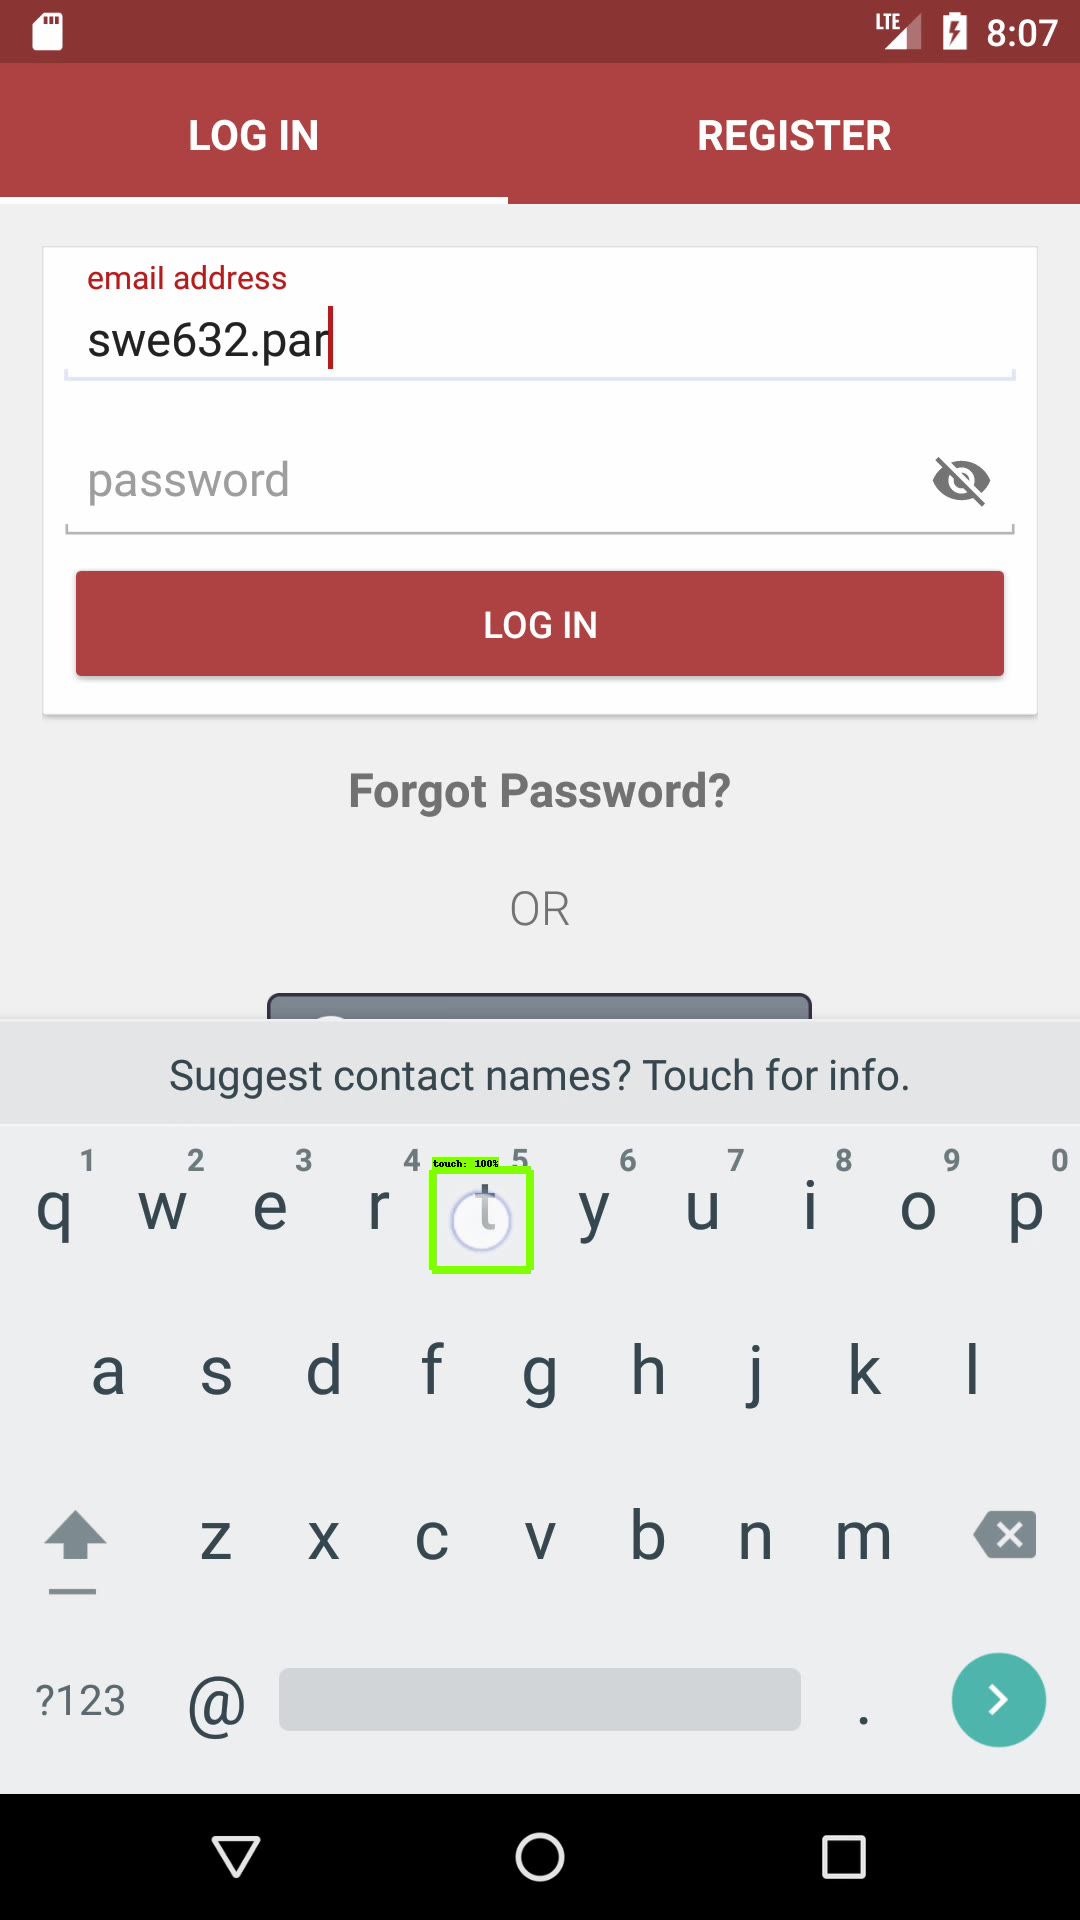 LTE 8:07
LOG IN REGISTER
email address
swe632.par
password
LOG IN
Forgot Password?
OR
Suggest contact names? Touch for info.
1 2 3 4 touch: 100% 5 6 7 8 9 0
q w e r t y u i o p
a s d f g h j k l
z x c v b n m
?123 @ .